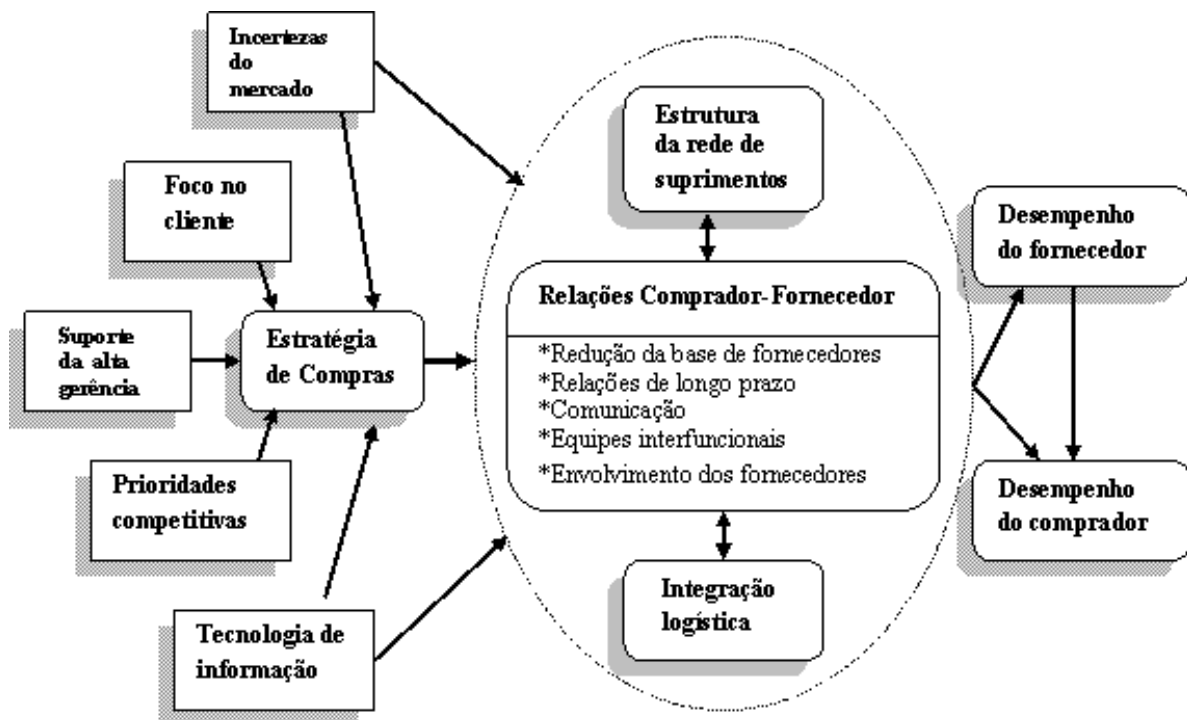 Incertezas
do
mercado
Foco no
cliente
Suporte
da alta
gerência
Prioridades
competitivas
Tecnologia de
informação
Estratégia
de Compras
Estrutura
da rede de
suprimentos
Relações Comprador-Fornecedor
*Redução da base de fornecedores
*Relações de longo prazo
*Comunicação
*Equipes interfuncionais
*Envolvimento dos fornecedores
Integração
logística
Desempenho
do fornecedor
Desempenho
do comprador